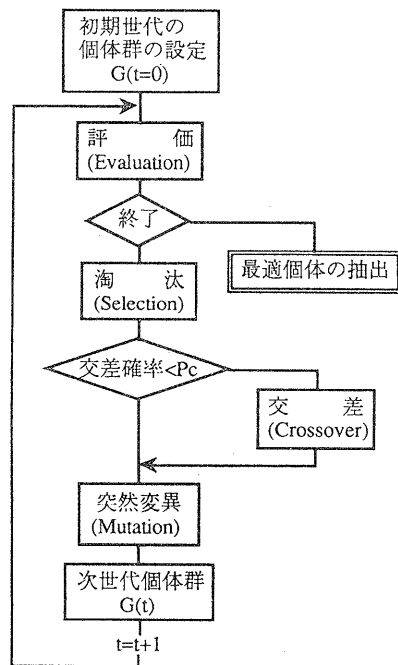 初期世代の
個体群の設定
G(t=0)
評 価
(Evaluation)
終了
最適個体の抽出
淘 汰
(Selection)
交差確率<Pc
交 差
(Crossover)
突然変異
(Mutation)
次世代個体群
G(t)
t=t+1